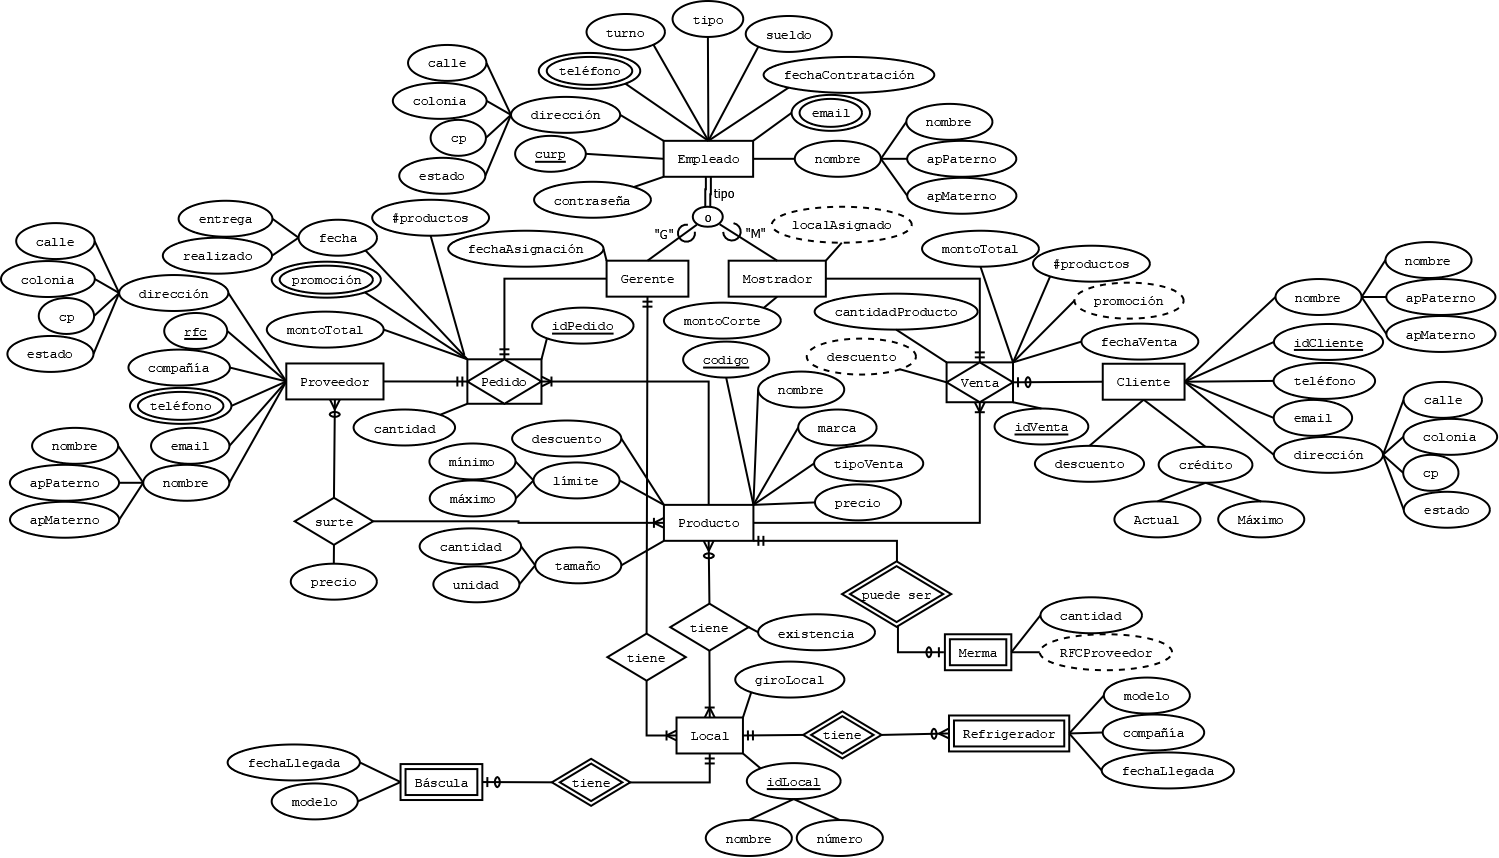 tipo
turno
sueldo
calle
teléfono
fechaContratación
colonia
email
dirección
nombre
cp
curp
Empleado
nombre
apPaterno
estado
tipo
apMaterno
contraseña
entrega
#productos
o
localAsignado
calle
fecha
"G"
"M"
realizado
fechaAsignación
montoTotal
#productos
nombre
colonia
promoción
Gerente
Mostrador
dirección
nombre
apPaterno
promoción
cp
montoTotal
idPedido
montoCorte
cantidadProducto
rfc
fechaVenta
idCliente
apMaterno
estado
codigo
descuento
compañía
Proveedor
Pedido
Venta
Cliente
teléfono
nombre
calle
teléfono
email
cantidad
marca
idVenta
colonia
nombre
email
descuento
dirección
mínimo
tipoVenta
descuento
crédito
cp
apPaterno
nombre
límite
máximo
precio
estado
apMaterno
surte
Producto
Actual
Máximo
cantidad
tamaño
precio
unidad
puede ser
cantidad
tiene
existencia
tiene
Merma
RFCProveedor
giroLocal
modelo
Local
tiene
Refrigerador
compañía
fechaLlegada
fechaLlegada
Báscula
tiene
idLocal
modelo
nombre
número